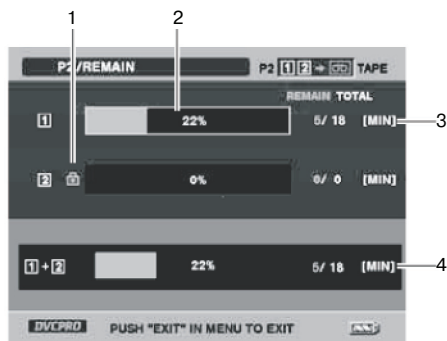 1 2
P2/REMAIN P2 1 2 → TAPE
REMAIN TOTAL
1 22% 5/ 18 [MIN] 3
2 0% 0/ 0 [MIN]
1 + 2 22% 5/ 18 [MIN] 4
DVCPRO PUSH "EXIT" IN MENU TO EXIT